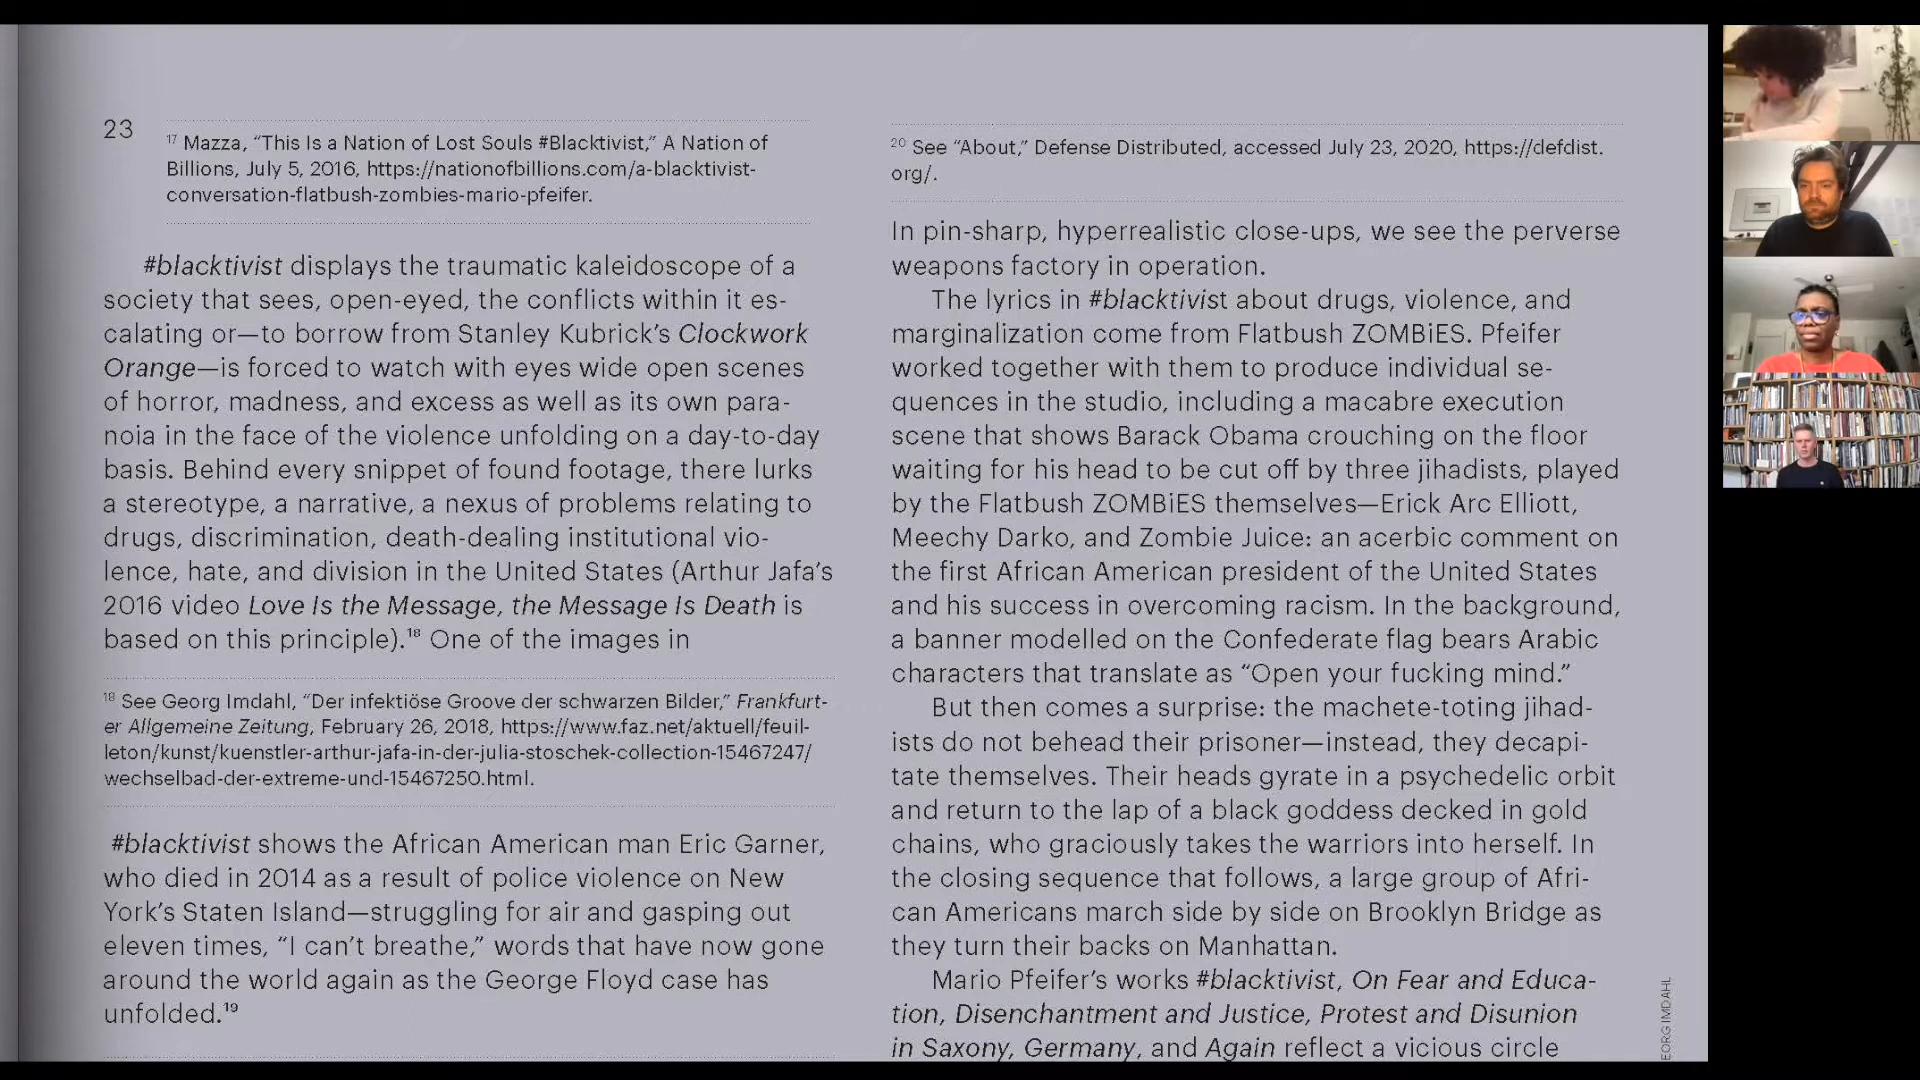 23
17 Mazza, “This Is a Nation of Lost Souls #Blacktivist,” A Nation of
Billions, July 5, 2016, https://nationofbillions.com/a-blacktivist-
conversation-flatbush-zombies-mario-pfeifer.
#blacktivist displays the traumatic kaleidoscope of a
society that sees, open-eyed, the conflicts within it es-
calating or—to borrow from Stanley Kubrick’s Clockwork
Orange—is forced to watch with eyes wide open scenes
of horror, madness, and excess as well as its own para-
noia in the face of the violence unfolding on a day-to-day
basis. Behind every snippet of found footage, there lurks
a stereotype, a narrative, a nexus of problems relating to
drugs, discrimination, death-dealing institutional vio-
lence, hate, and division in the United States (Arthur Jafa’s
2016 video Love Is the Message, the Message Is Death is
based on this principle).18 One of the images in
18 See Georg Imdahl, “Der infektiöse Groove der schwarzen Bilder,” Frankfurt-
er Allgemeine Zeitung, February 26, 2018, https://www.faz.net/aktuell/feuil-
leton/kunst/kuenstler-arthur-jafa-in-der-julia-stoschek-collection-15467247/
wechselbad-der-extreme-und-15467250.html.
#blacktivist shows the African American man Eric Garner,
who died in 2014 as a result of police violence on New
York’s Staten Island—struggling for air and gasping out
eleven times, “I can’t breathe,” words that have now gone
around the world again as the George Floyd case has
unfolded.19
20 See “About,” Defense Distributed, accessed July 23, 2020, https://defdist.
org/.
In pin-sharp, hyperrealistic close-ups, we see the perverse
weapons factory in operation.
The lyrics in #blacktivist about drugs, violence, and
marginalization come from Flatbush ZOMBiES. Pfeifer
worked together with them to produce individual se-
quences in the studio, including a macabre execution
scene that shows Barack Obama crouching on the floor
waiting for his head to be cut off by three jihadists, played
by the Flatbush ZOMBiES themselves—Erick Arc Elliott,
Meechy Darko, and Zombie Juice: an acerbic comment on
the first African American president of the United States
and his success in overcoming racism. In the background,
a banner modelled on the Confederate flag bears Arabic
characters that translate as “Open your fucking mind.”
But then comes a surprise: the machete-toting jihad-
ists do not behead their prisoner—instead, they decapi-
tate themselves. Their heads gyrate in a psychedelic orbit
and return to the lap of a black goddess decked in gold
chains, who graciously takes the warriors into herself. In
the closing sequence that follows, a large group of Afri-
can Americans march side by side on Brooklyn Bridge as
they turn their backs on Manhattan.
Mario Pfeifer’s works #blacktivist, On Fear and Educa-
tion, Disenchantment and Justice, Protest and Disunion
in Saxony, Germany, and Again reflect a vicious circle
EORG IMDAHL